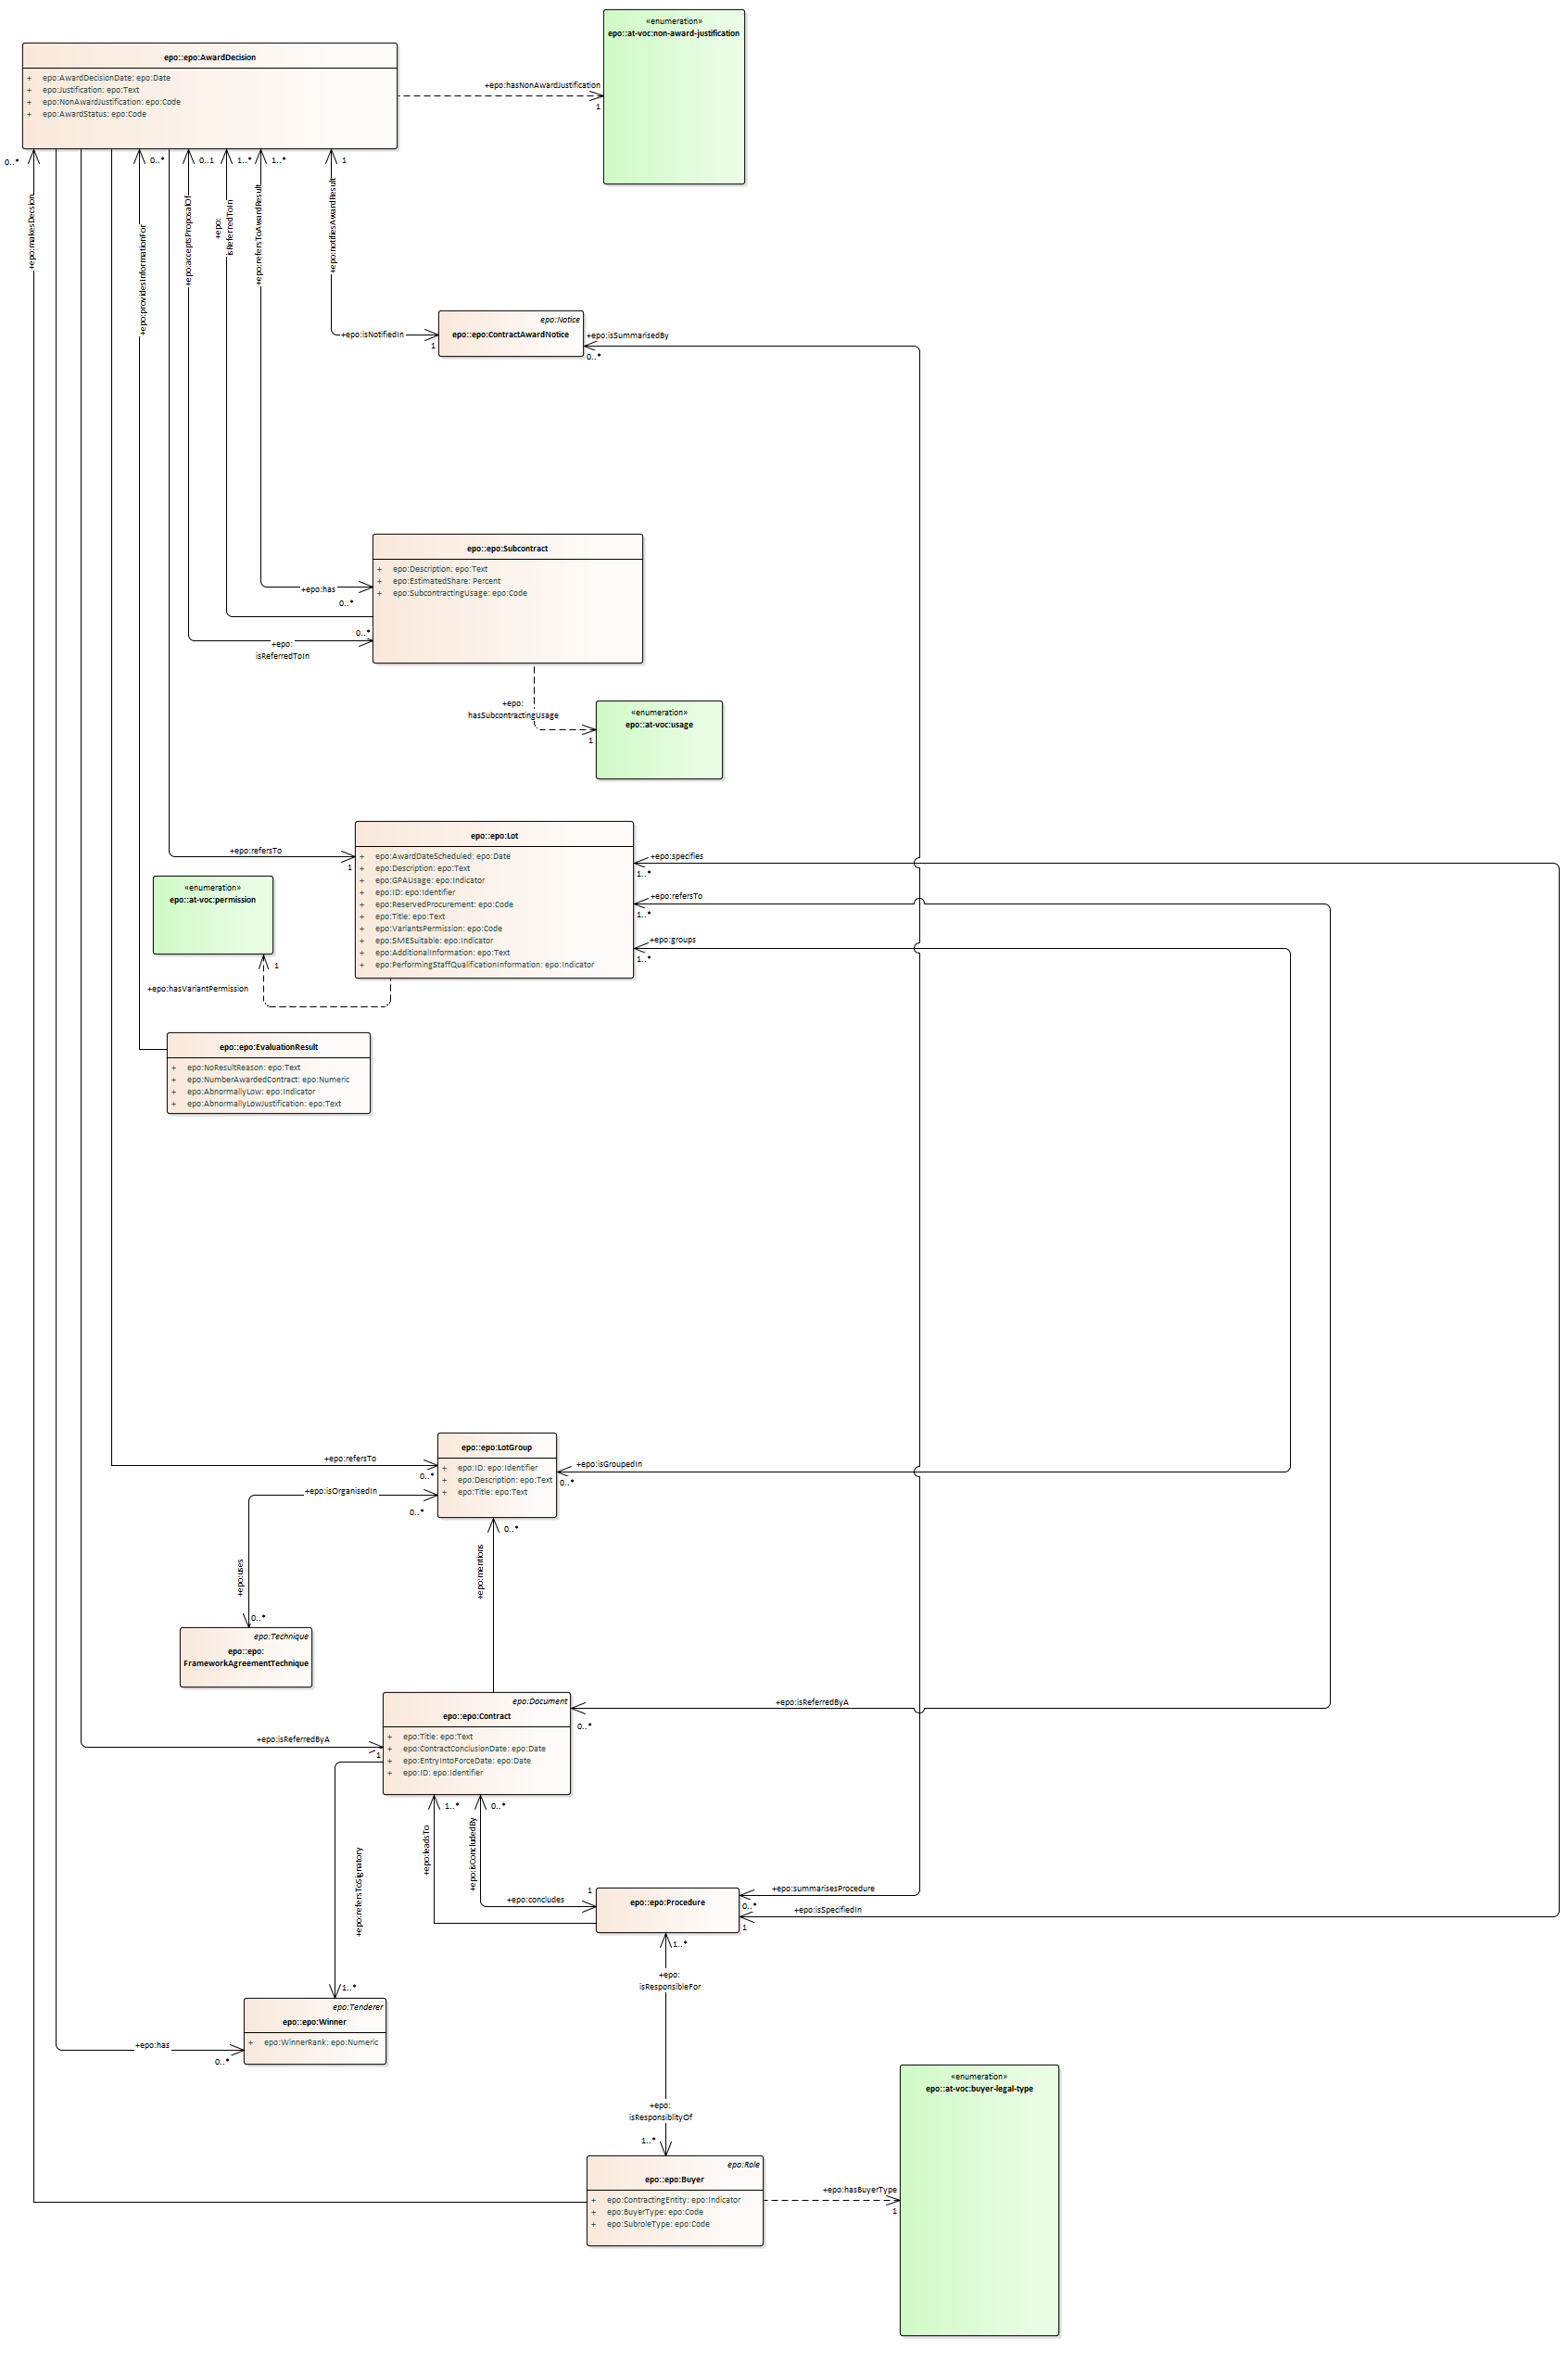 «enumeration»
epo::at-voc:non-award-justification
epo::epo:AwardDecision
+ epo:AwardDecisionDate: epo:Date
+ epo:Justification: epo:Text
+ epo:NonAwardJustification: epo:Code
+ epo:AwardStatus: epo:Code
+epo:hasNonAwardJustification
1
0..*
0..*
0..1
1..*
1..*
1
+epo:makesDecsion
+epo:providesInformationFor
+epo:acceptsProposalOf
+epo:
isReferredToIn
+epo:refersToAwardResult
+epo:notifiesAwardResult
epo:Notice
epo::epo:ContractAwardNotice
+epo:isNotifiedIn
1
+epo:isSummarisedBy
0..*
epo::epo:Subcontract
+ epo:Description: epo:Text
+ epo:EstimatedShare: Percent
+ epo:SubcontractingUsage: epo:Code
+epo:has
0..*
0..*
+epo:
isReferredToIn
+epo:
hasSubcontractingUsage
1
«enumeration»
epo::at-voc:usage
epo::epo:Lot
+ epo:AwardDateScheduled: epo:Date
+ epo:Description: epo:Text
+ epo:GPAUsage: epo:Indicator
+ epo:ID: epo:Identifier
+ epo:ReservedProcurement: epo:Code
+ epo:Title: epo:Text
+ epo:VariantsPermission: epo:Code
+ epo:SMESuitable: epo:Indicator
+ epo:AdditionalInformation: epo:Text
+ epo:PerformingStaffQualificationInformation: epo:Indicator
+epo:refersTo
1
+epo:specifies
1..*
+epo:refersTo
1..*
+epo:groups
1..*
«enumeration»
epo::at-voc:permission
1
+epo:hasVariantPermission
epo::epo:EvaluationResult
+ epo:NoResultReason: epo:Text
+ epo:NumberAwardedContract: epo:Numeric
+ epo:AbnormallyLow: epo:Indicator
+ epo:AbnormallyLowJustification: epo:Text
epo::epo:LotGroup
+ epo:ID: epo:Identifier
+ epo:Description: epo:Text
+ epo:Title: epo:Text
+epo:refersTo
0..*
+epo:isGroupedIn
0..*
+epo:isOrganisedIn
0..*
0..*
+epo:mentions
+epo:uses
0..*
epo:Technique
epo::epo:
FrameworkAgreementTechnique
epo:Document
epo::epo:Contract
+ epo:Title: epo:Text
+ epo:ContractConclusionDate: epo:Date
+ epo:EntryIntoForceDate: epo:Date
+ epo:ID: epo:Identifier
+epo:isReferredByA
0..*
+epo:isReferredByA
1
1..*
0..*
+epo:leadsTo
+epo:isConcludedBy
+epo:refersToSignatory
1..*
+epo:concludes
1
epo::epo:Procedure
+epo:summarisesProcedure
0..*
+epo:isSpecifiedIn
1
1..*
+epo:
isResponsibleFor
epo:Tenderer
epo::epo:Winner
+ epo:WinnerRank: epo:Numeric
+epo:has
0..*
+epo:
isResponsiblityOf
1..*
epo:Role
epo::epo:Buyer
+ epo:ContractingEntity: epo:Indicator
+ epo:BuyerType: epo:Code
+ epo:SubroleType: epo:Code
+epo:hasBuyerType
1
«enumeration»
epo::at-voc:buyer-legal-type